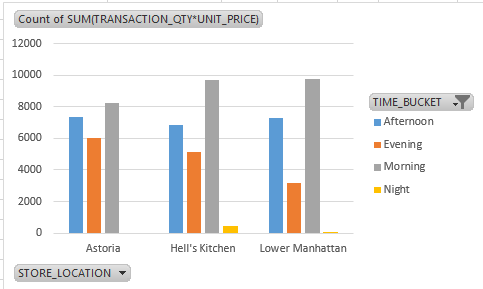 Count of SUM(TRANSACTION_QTY*UNIT_PRICE)
12000
10000
8000
6000
4000
2000
0
Astoria Hell's Kitchen Lower Manhattan
TIME_BUCKET
Afternoon
Evening
Morning
Night
STORE_LOCATION